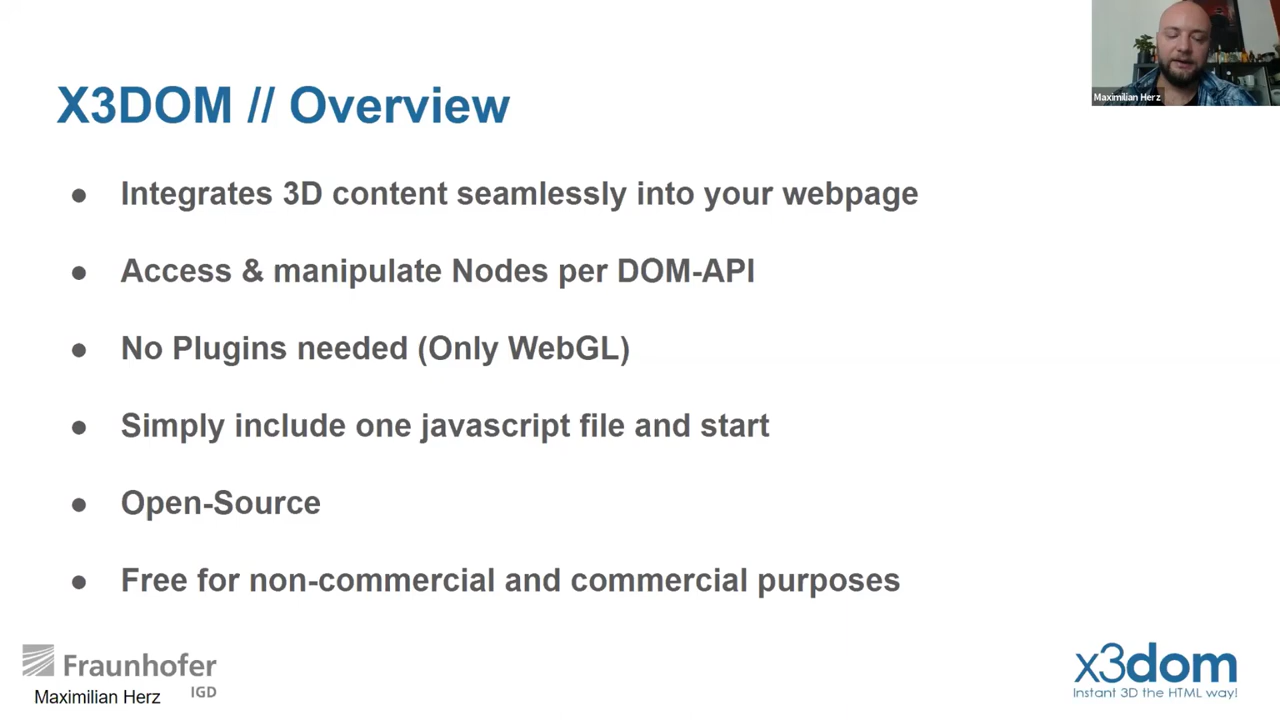 Maximilian Herz
X3DOM // Overview
● Integrates 3D content seamlessly into your webpage
● Access & manipulate Nodes per DOM-API
● No Plugins needed (Only WebGL)
● Simply include one javascript file and start
● Open-Source
● Free for non-commercial and commercial purposes
Fraunhofer
IGD
Maximilian Herz
x3dom
Instant 3D the HTML way!